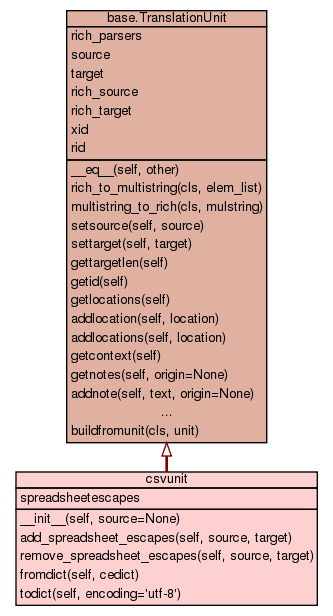 base.TranslationUnit
rich_parsers
source
target
rich_source
rich_target
xid
rid
__eq__(self, other)
rich_to_multistring(cls, elem_list)
multistring_to_rich(cls, mulstring)
setsource(self, source)
settarget(self, target)
gettargetlen(self)
getid(self)
getlocations(self)
addlocation(self, location)
addlocations(self, location)
getcontext(self)
getnotes(self, origin=None)
addnote(self, text, origin=None)
...
buildfromunit(cls, unit)
csvunit
spreadsheetescapes
__init__(self, source=None)
add_spreadsheet_escapes(self, source, target)
remove_spreadsheet_escapes(self, source, target)
fromdict(self, cedict)
todict(self, encoding='utf-8')